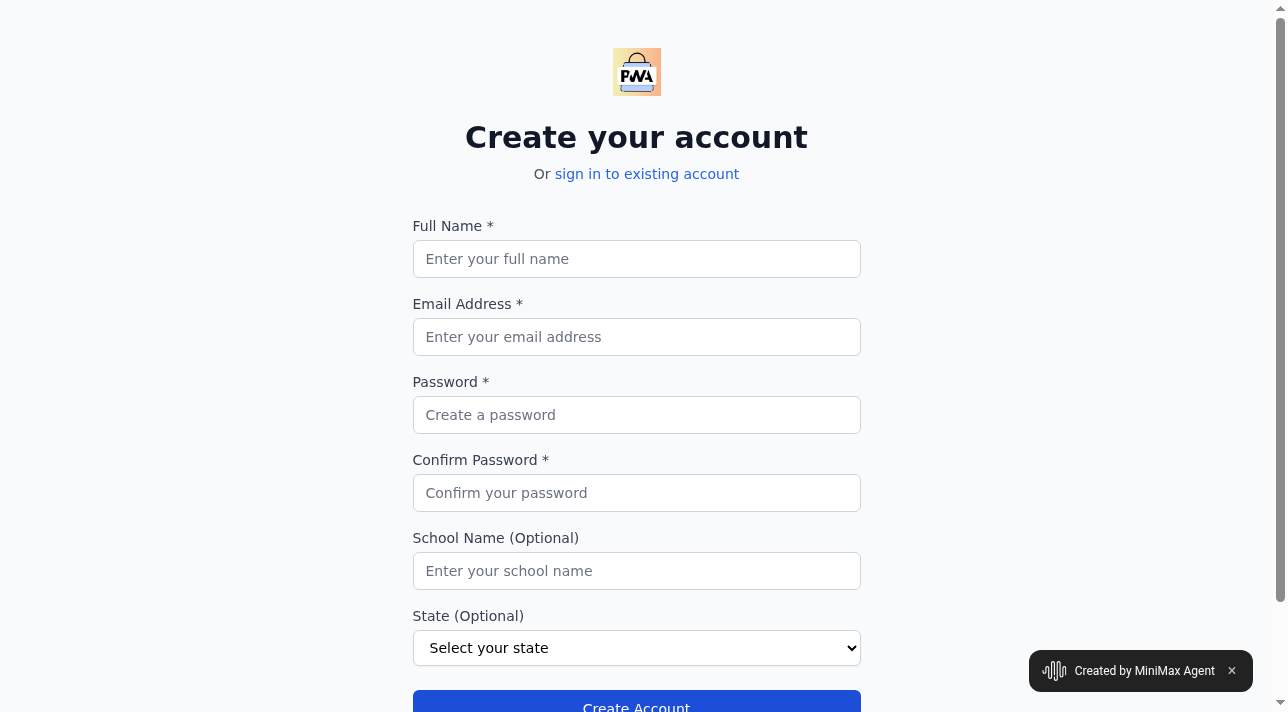 PWA
Create your account
Or sign in to existing account
Full Name *
Enter your full name
Email Address *
Enter your email address
Password *
Create a password
Confirm Password *
Confirm your password
School Name (Optional)
Enter your school name
State (Optional)
Select your state
Create Account
Created by MiniMax Agent ×